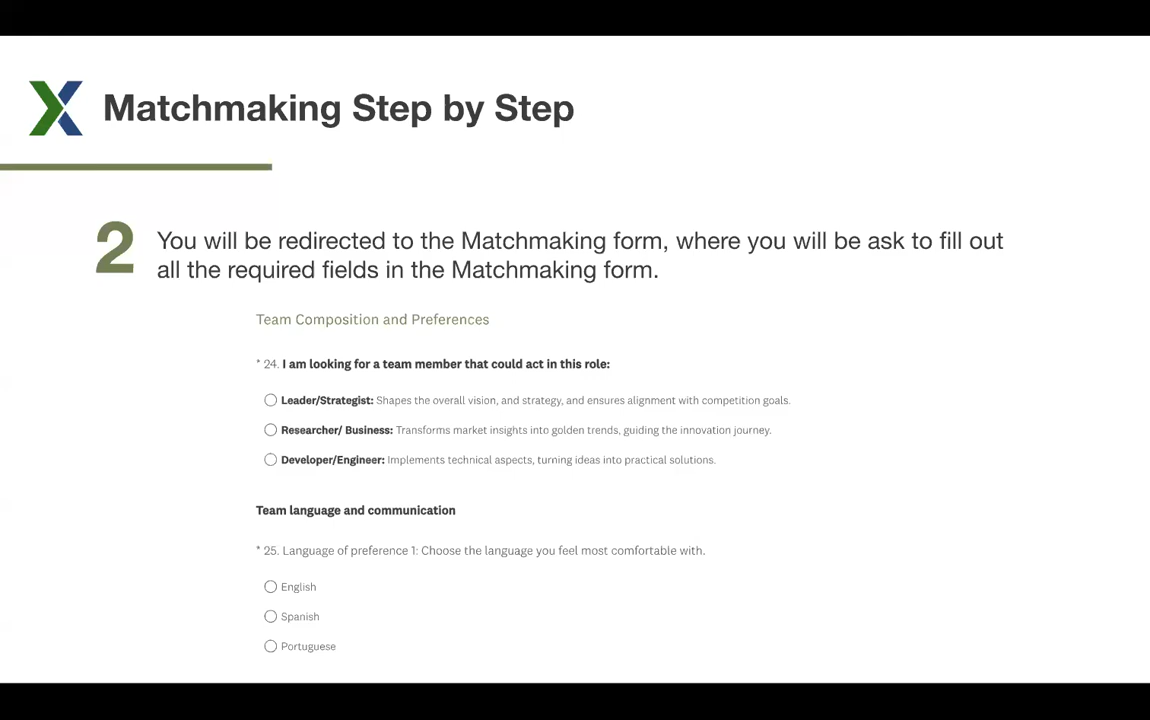 Matchmaking Step by Step
2
You will be redirected to the Matchmaking form, where you will be ask to fill out
all the required fields in the Matchmaking form.
Team Composition and Preferences
* 24. I am looking for a team member that could act in this role:
Leader/Strategist: Shapes the overall vision, and strategy, and ensures alignment with competition goals.
Researcher/ Business: Transforms market insights into golden trends, guiding the innovation journey.
Developer/Engineer: Implements technical aspects, turning ideas into practical solutions.
Team language and communication
* 25. Language of preference 1: Choose the language you feel most comfortable with.
English
Spanish
Portuguese